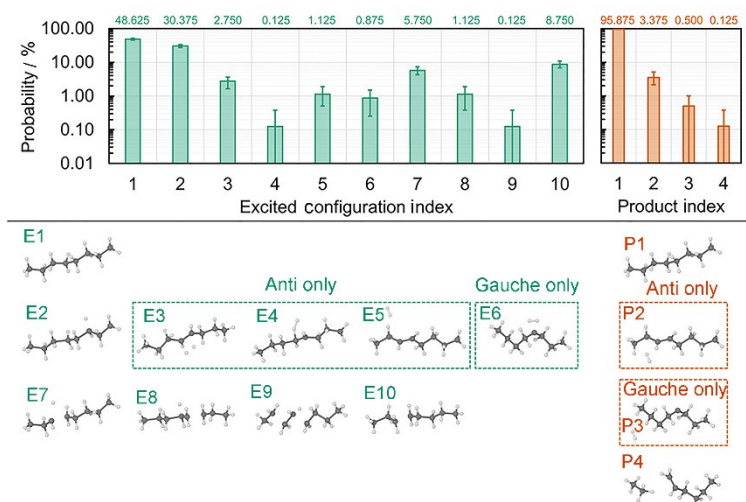 48.625 30.375 2.750 0.125 1.125 0.875 5.750 1.125 0.125 8.750
95.875 3.375 0.500 0.125
Probability / %
100.00
10.00
1.00
0.10
0.01
1 2 3 4 5 6 7 8 9 10
Excited configuration index
1 2 3 4
Product index
E1
P1
Anti only
Gauche only
Anti only
E2
E3
E4
E5
E6
P2
E7
E8
E9
E10
Gauche only
P3
P4